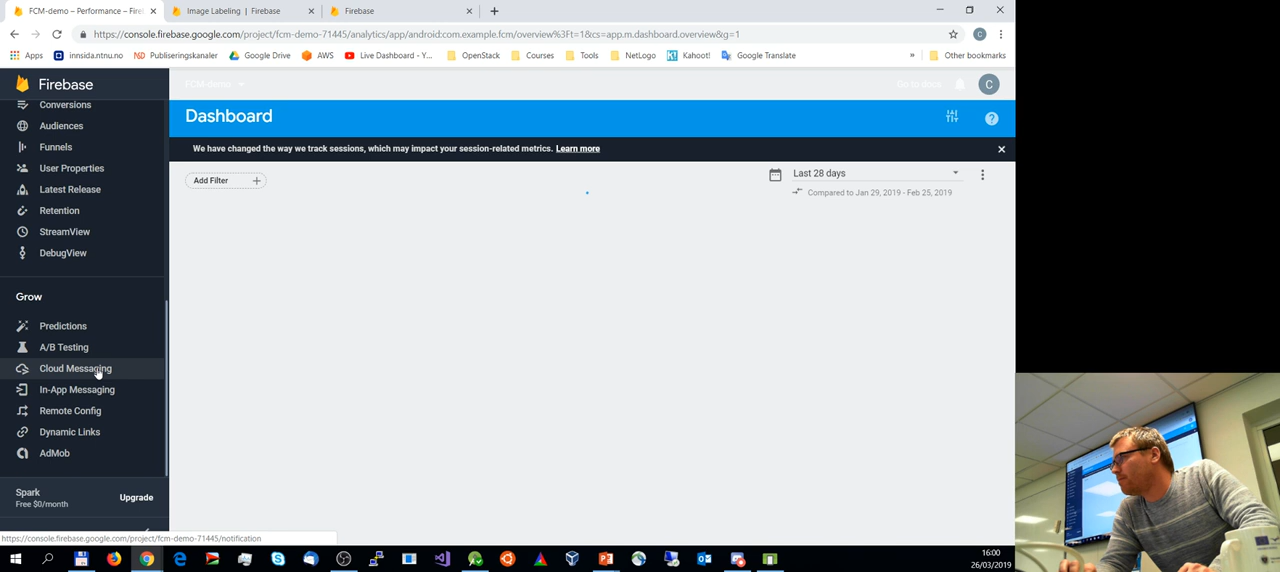 FCM-demo – Performance – Fire
Image Labeling | Firebase
Firebase
https://console.firebase.google.com/project/fcm-demo-71445/analytics/app/android:com.example.fcm/overview%3Ft=1&cs=app.m.dashboard.overview&g=1
Apps
innsida.ntnu.no
Publiseringskanaler
Google Drive
AWS
Live Dashboard - Y...
OpenStack
Courses
Tools
NetLogo
Kahoot!
Google Translate
»
Other bookmarks
Firebase
FCM-demo
Go to docs
C
Conversions
Audiences
Funnels
User Properties
Latest Release
Retention
StreamView
DebugView
Grow
Predictions
A/B Testing
Cloud Messaging
In-App Messaging
Remote Config
Dynamic Links
AdMob
Spark
Free $0/month
Upgrade
Dashboard
We have changed the way we track sessions, which may impact your session-related metrics. Learn more
Add Filter
Last 28 days
Compared to Jan 29, 2019 - Feb 25, 2019
https://console.firebase.google.com/project/fcm-demo-71445/notification
16:00
26/03/2019